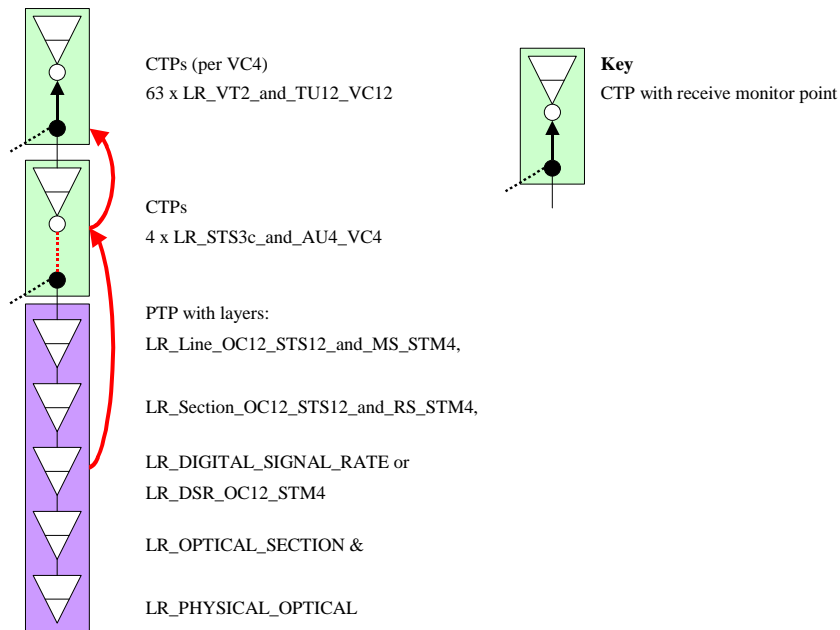 CTPs (per VC4)
63 x LR_VT2_and_TU12_VC12
Key
CTP with receive monitor point
CTPs
4 x LR_STS3c_and_AU4_VC4
PTP with layers:
LR_Line_OC12_STS12_and_MS_STM4,
LR_Section_OC12_STS12_and_RS_STM4,
LR_DIGITAL_SIGNAL_RATE or
LR_DSR_OC12_STM4
LR_OPTICAL_SECTION &
LR_PHYSICAL_OPTICAL